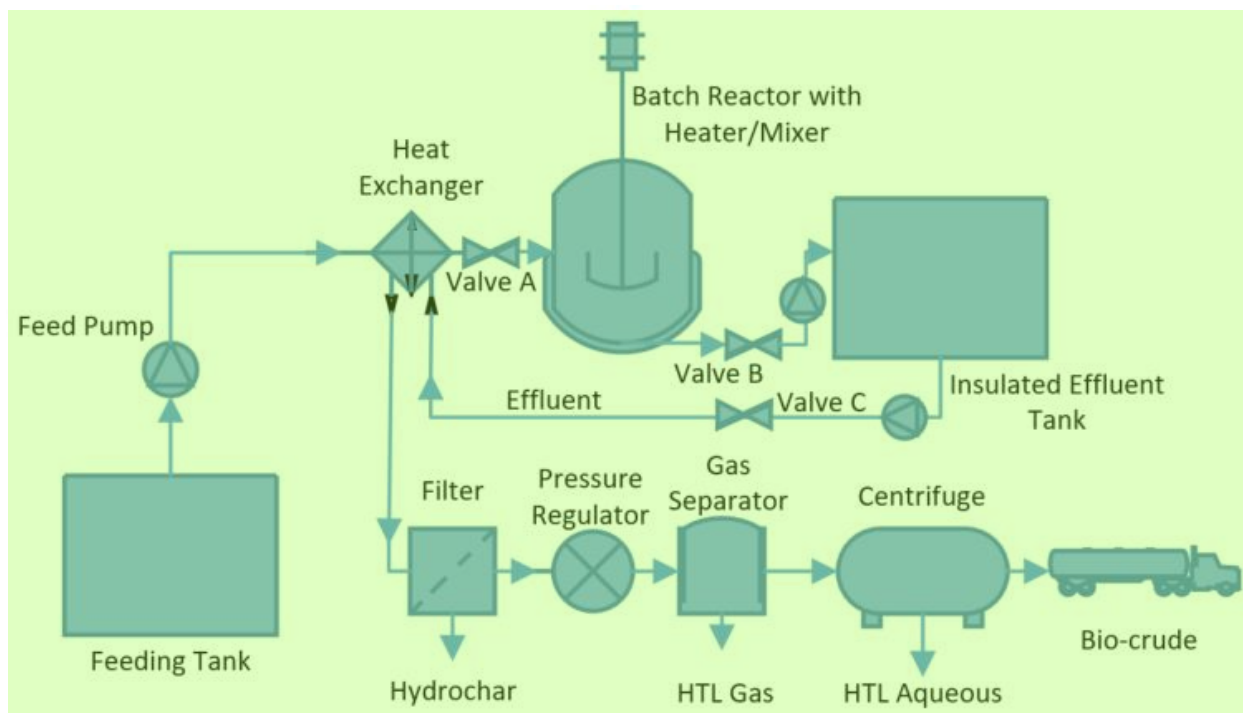 Batch Reactor with
Heater/Mixer
Heat
Exchanger
Valve A
Feed Pump
Valve B
Insulated Effluent
Tank
Effluent
Valve C
Filter
Pressure
Regulator
Gas
Separator
Centrifuge
Feeding Tank
Hydrochar
HTL Gas
HTL Aqueous
Bio-crude